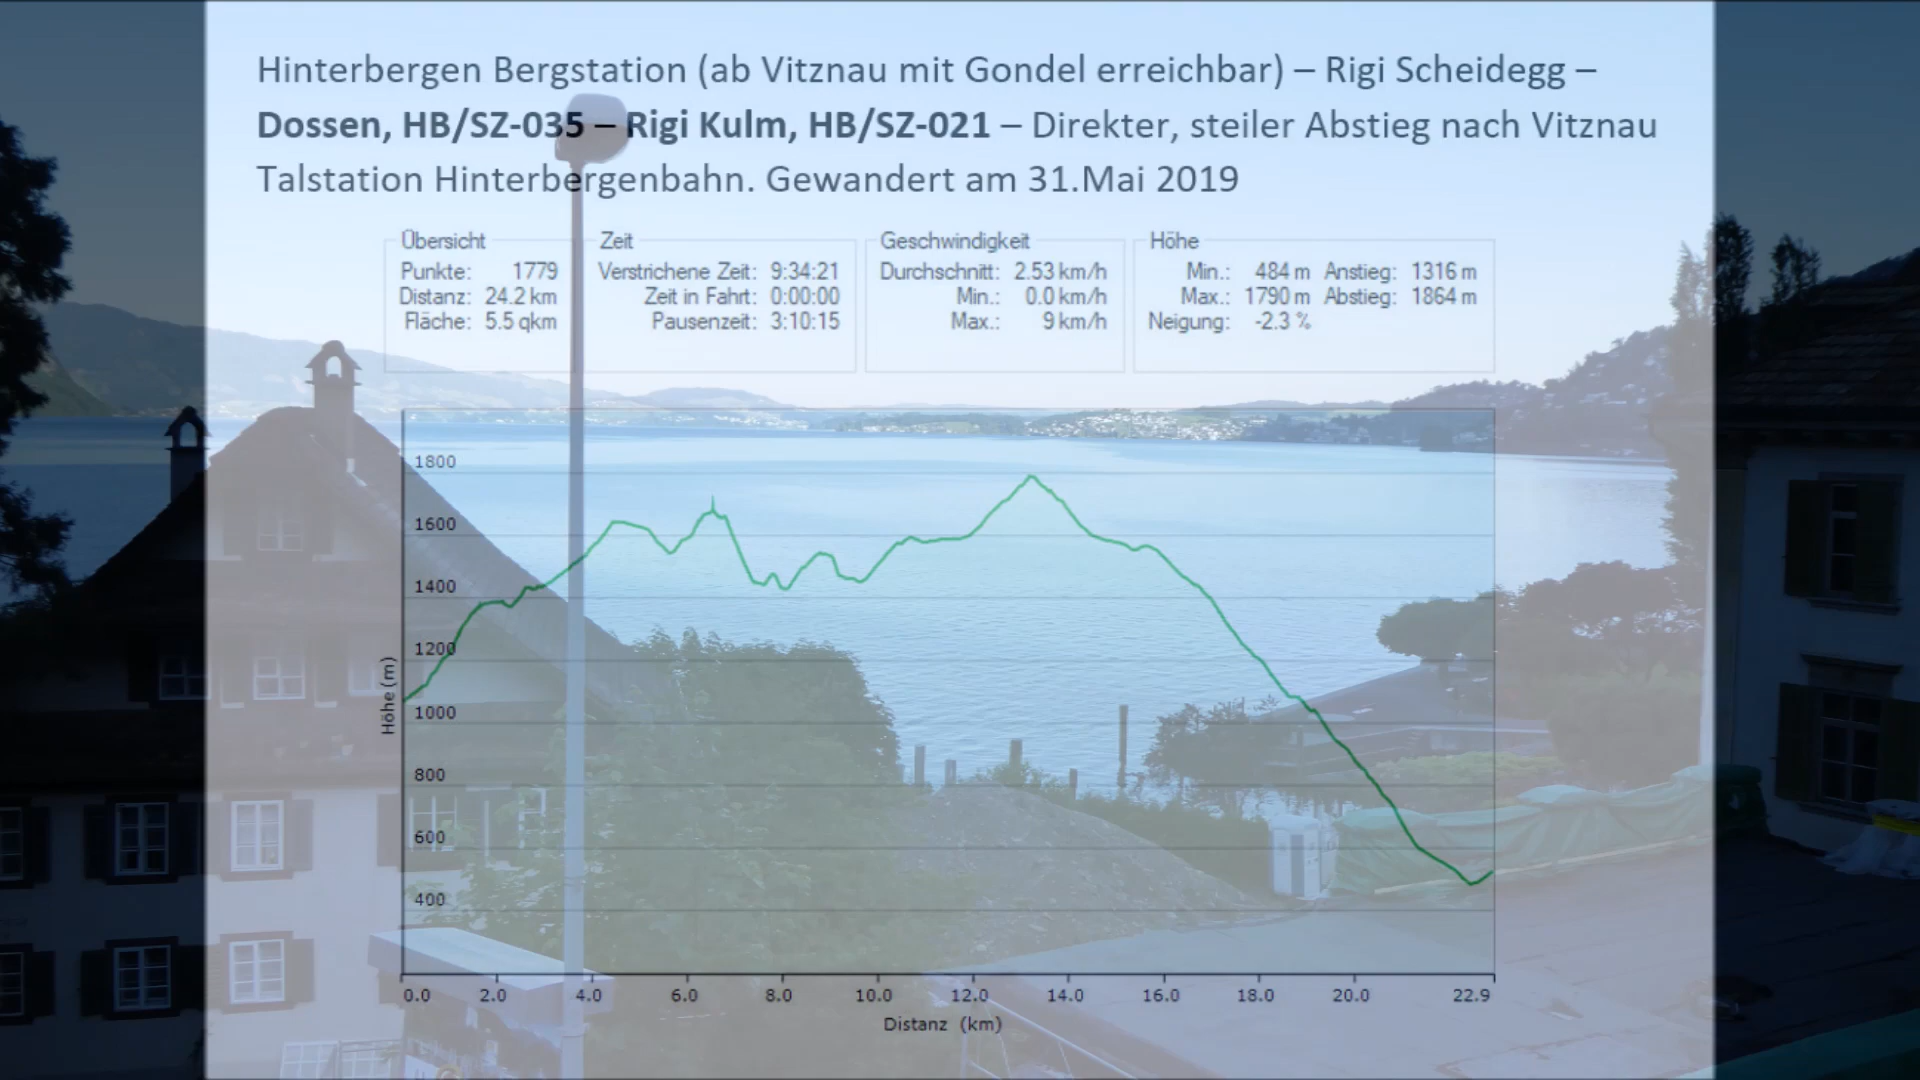 Hinterbergen Bergstation (ab Vitznau mit Gondel erreichbar) – Rigi Scheidegg –
Dossen, HB/SZ-035 – Rigi Kulm, HB/SZ-021 – Direkter, steiler Abstieg nach Vitznau
Talstation Hinterbergenbahn. Gewandert am 31.Mai 2019
Übersicht Zeit Geschwindigkeit Höhe
Punkte: 1779 Verstrichene Zeit: 9:34:21 Durchschnitt: 2.53 km/h Min.: 484 m Anstieg: 1316 m
Distanz: 24.2 km Zeit in Fahrt: 0:00:00 Min.: 0.0 km/h Max.: 1790 m Abstieg: 1864 m
Fläche: 5.5 qkm Pausenzeit: 3:10:15 Max.: 9 km/h Neigung: -2.3 %
1800
1600
1400
1200
1000
800
600
400
Höhe (m)
0.0 2.0 4.0 6.0 8.0 10.0 12.0 14.0 16.0 18.0 20.0 22.9
Distanz (km)